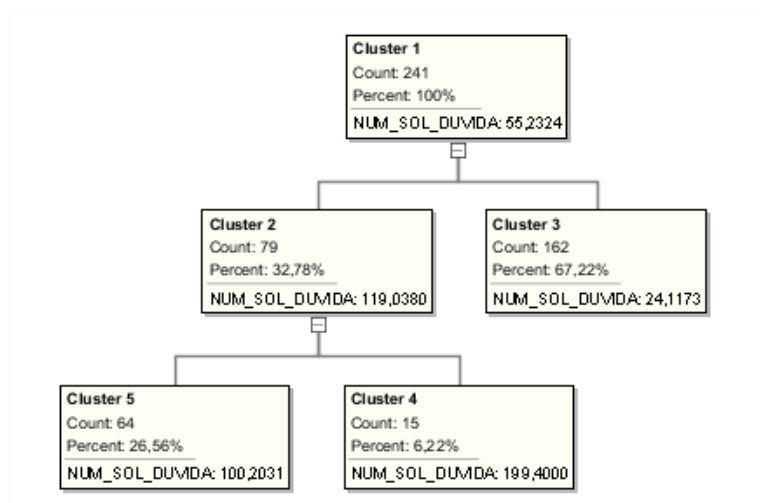 Cluster 1
Count: 241
Percent: 100%
NUM_SOL_DUVIDA: 55,2324
Cluster 2
Count: 79
Percent: 32,78%
NUM_SOL_DUVIDA: 119,0380
Cluster 3
Count: 162
Percent: 67,22%
NUM_SOL_DUVIDA: 24,1173
Cluster 5
Count: 64
Percent: 26,56%
NUM_SOL_DUVIDA: 100,2031
Cluster 4
Count: 15
Percent: 6,22%
NUM_SOL_DUVIDA: 199,4000